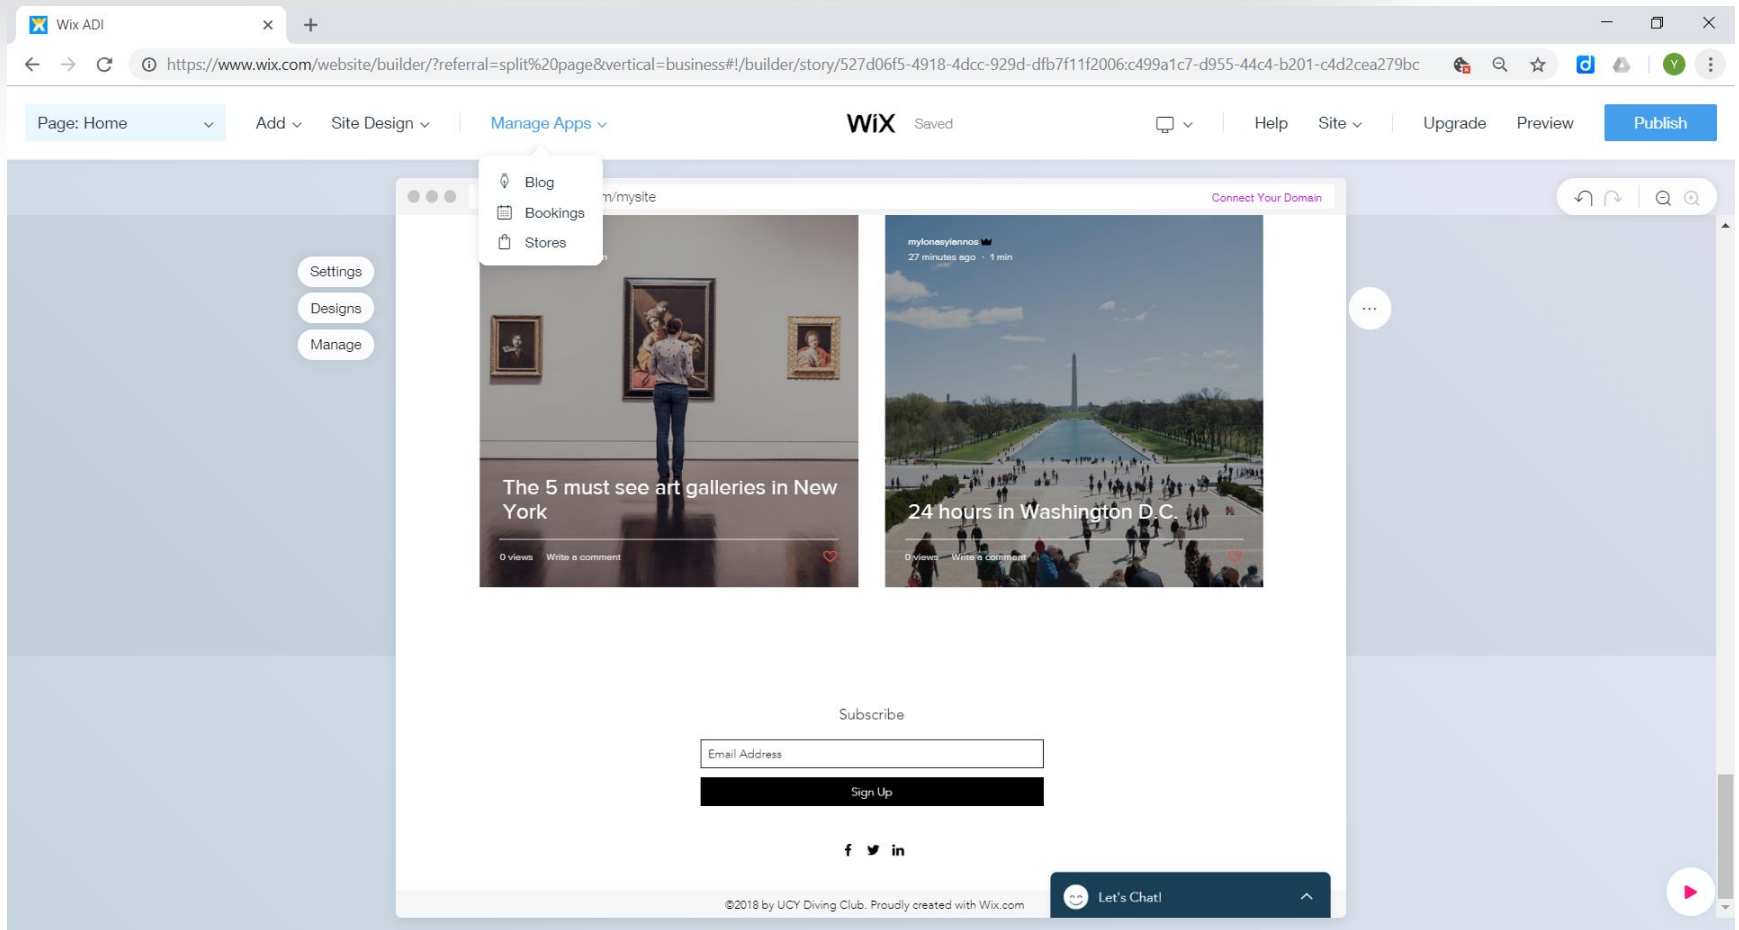 Wix ADI
https://www.wix.com/website/builder/?referral=split%20page&vertical=business#!/builder/story/527d06f5-4918-4dcc-929d-dfb7f11f2006:c499a1c7-d955-44c4-b201-c4d2cea279bc
Y
Page: Home Add Site Design Manage Apps WiX Saved Help Site Upgrade Preview Publish
Blog
Bookings
Stores
m/mysite
Connect Your Domain
Settings
Designs
Manage
mylonasyiannos
27 minutes ago · 1 min
The 5 must see art galleries in New
York
0 views Write a comment
24 hours in Washington D.C.
0 views Write a comment
Subscribe
Email Address
Sign Up
©2018 by UCY Diving Club. Proudly created with Wix.com
Let's Chat!